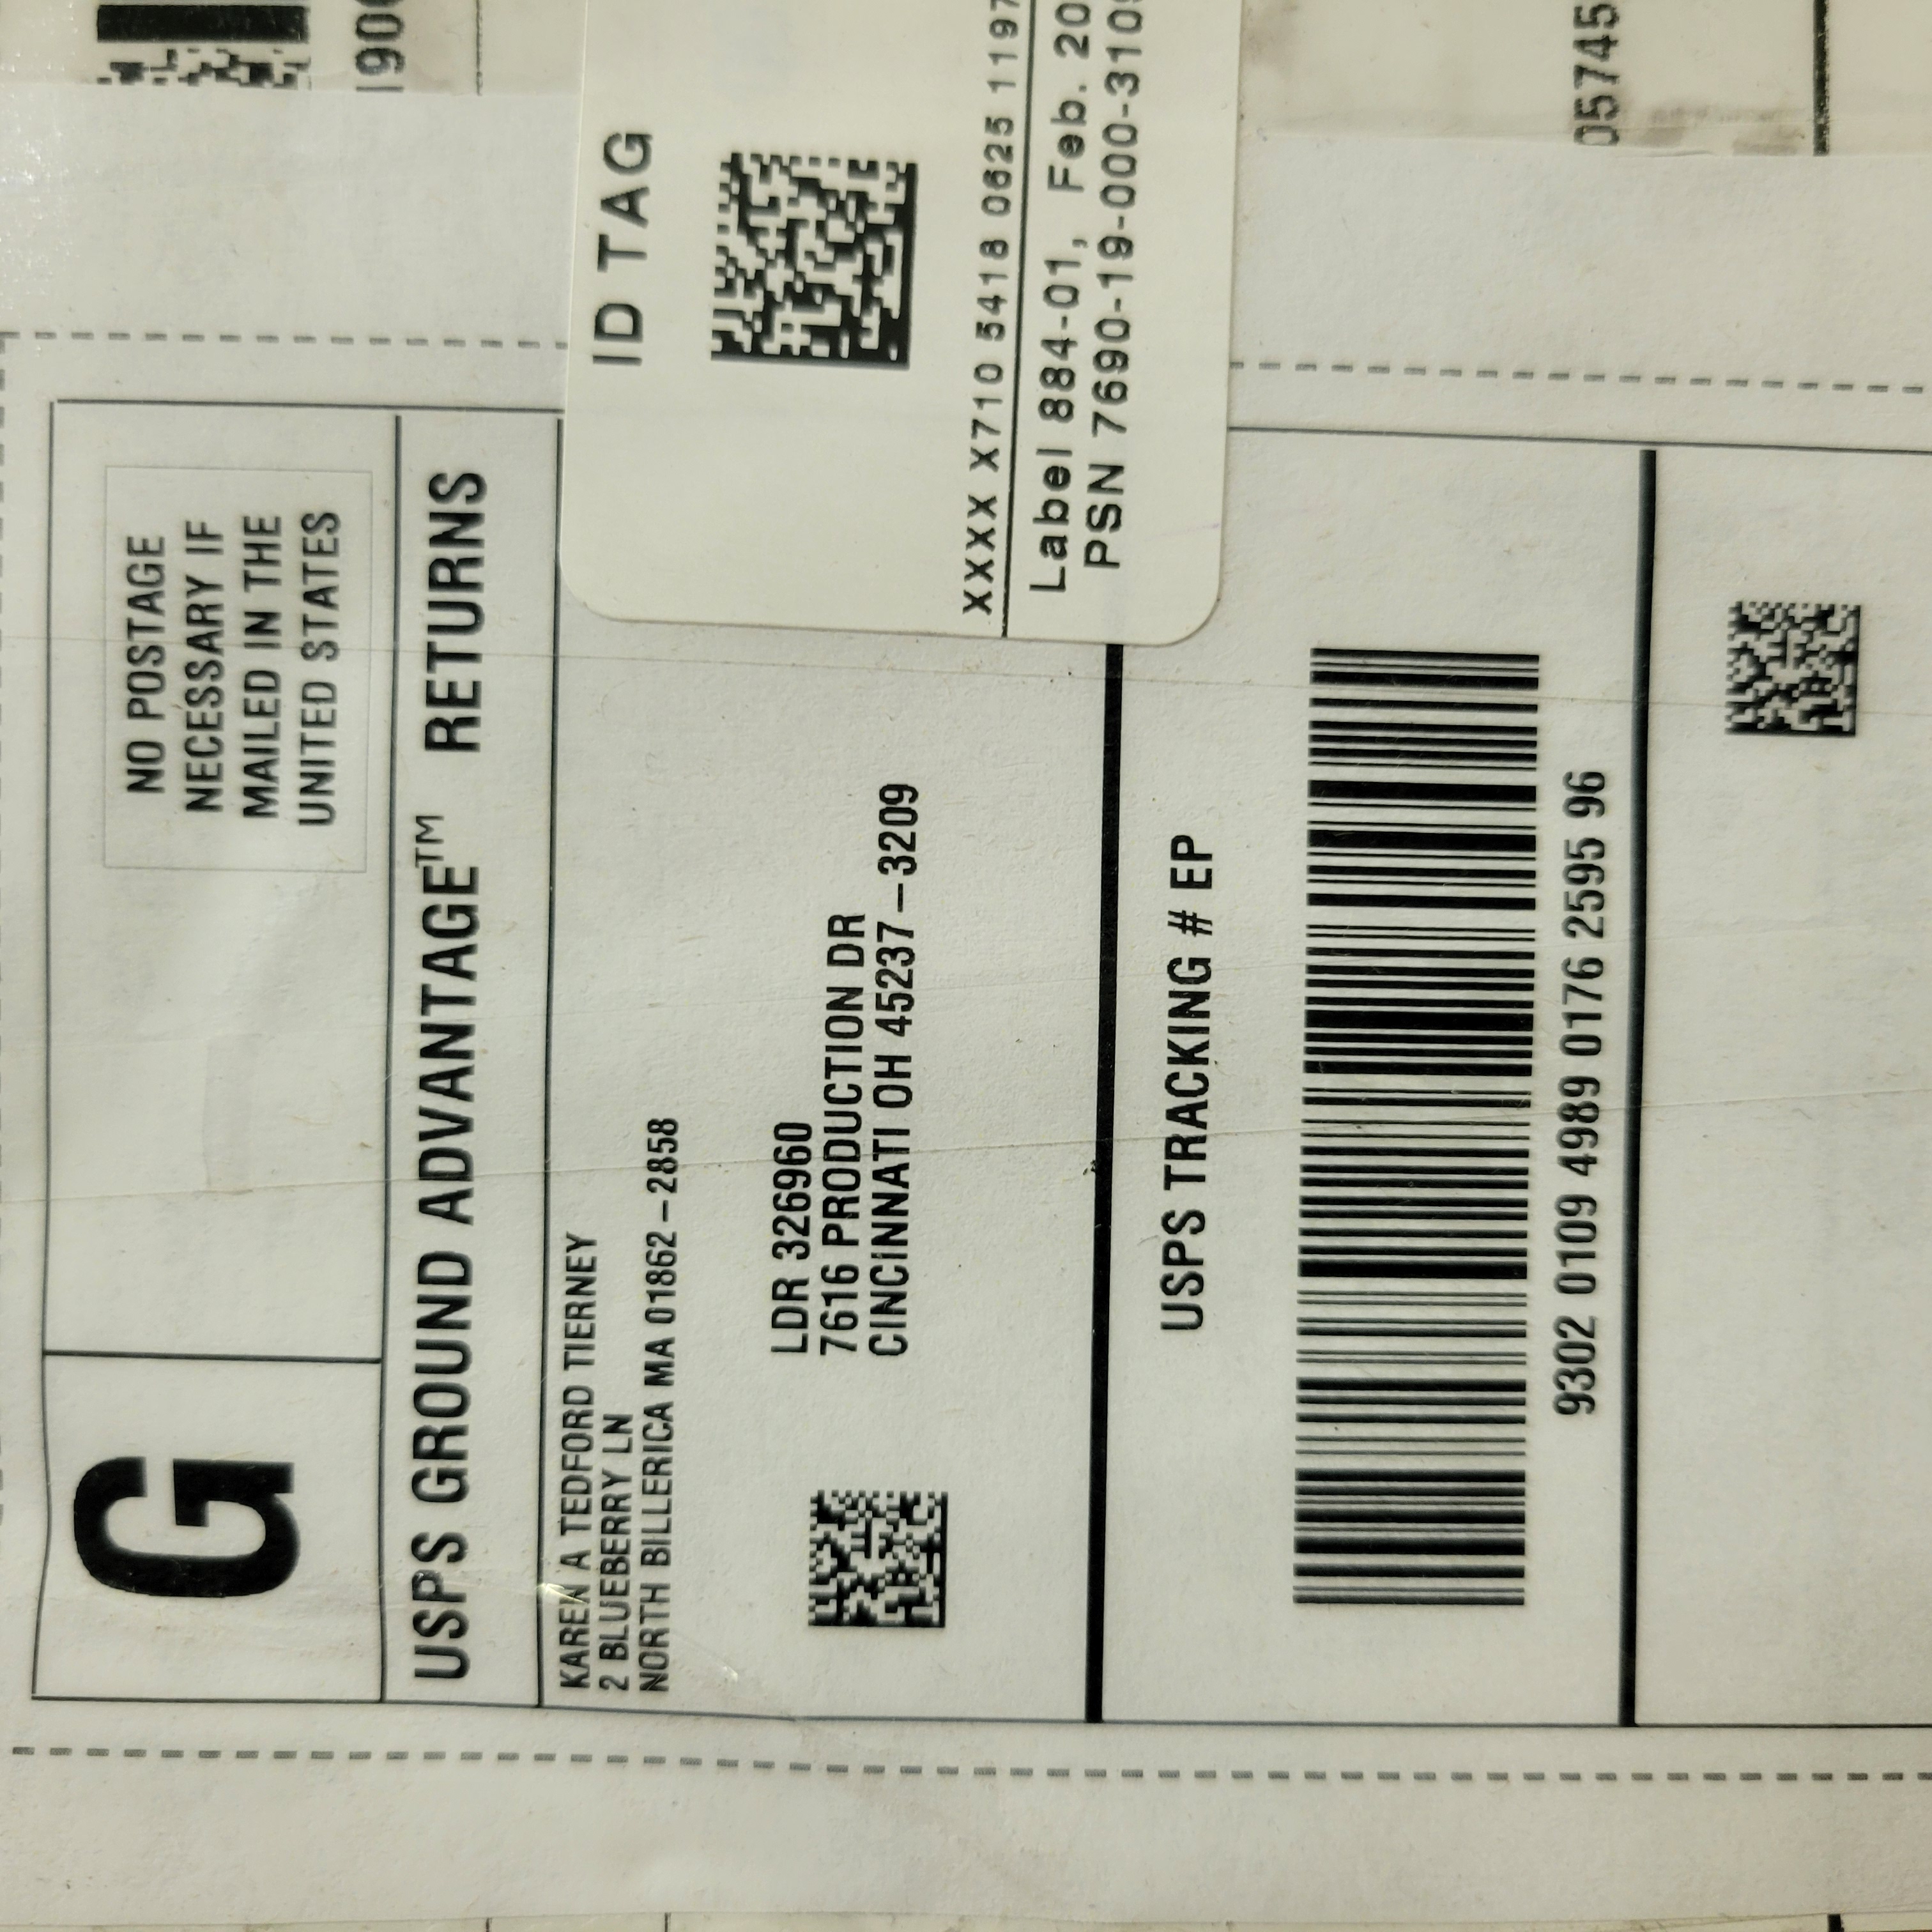 G
NO POSTAGE
NECESSARY IF
MAILED IN THE
UNITED STATES
USPS GROUND ADVANTAGE™ RETURNS
KAREN A TEDFORD TIERNEY
2 BLUEBERRY LN
NORTH BILLERICA MA 01862-2858
LDR 326960
7616 PRODUCTION DR
CINCINNATI OH 45237-3209
USPS TRACKING # EP
9302 0109 4989 0176 2595 96
ID TAG
XXXX X710 5418 0625 1197
Label 884-01, Feb. 20
PSN 7690-19-000-310
1900
05745